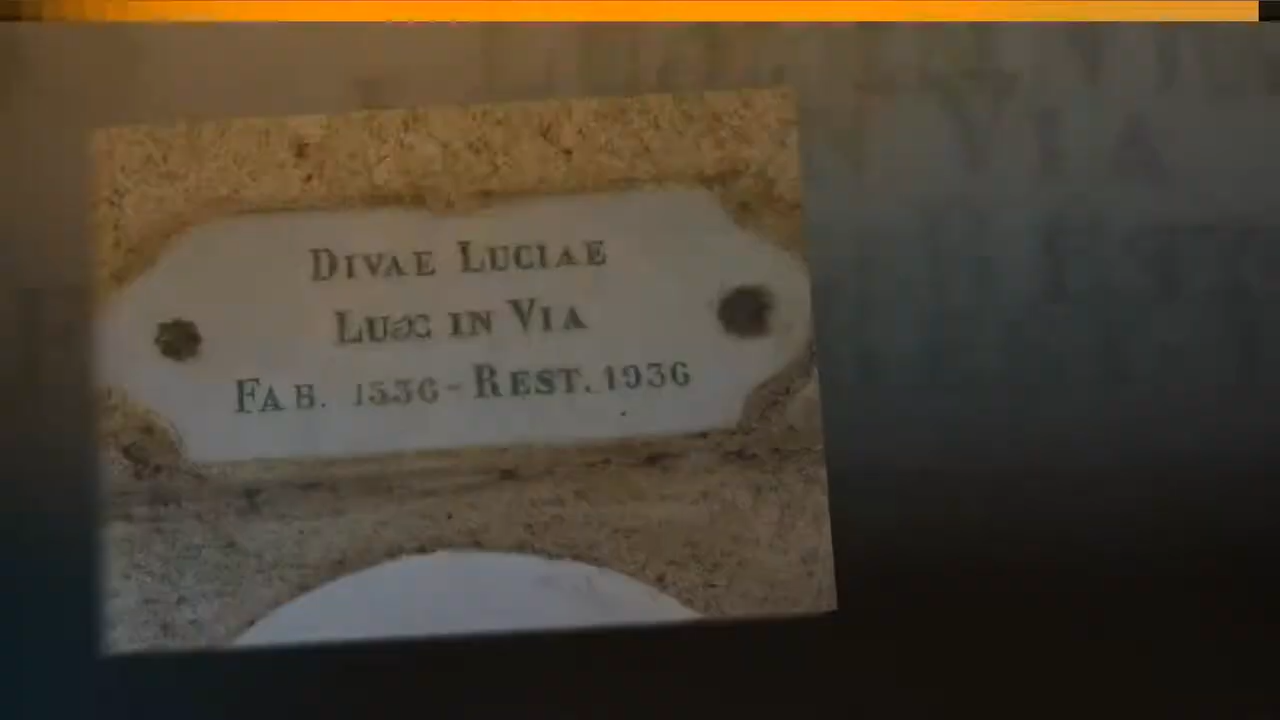 DIVAE LUCIAE
LUX IN VIA
FAB. 1536 - REST. 1936